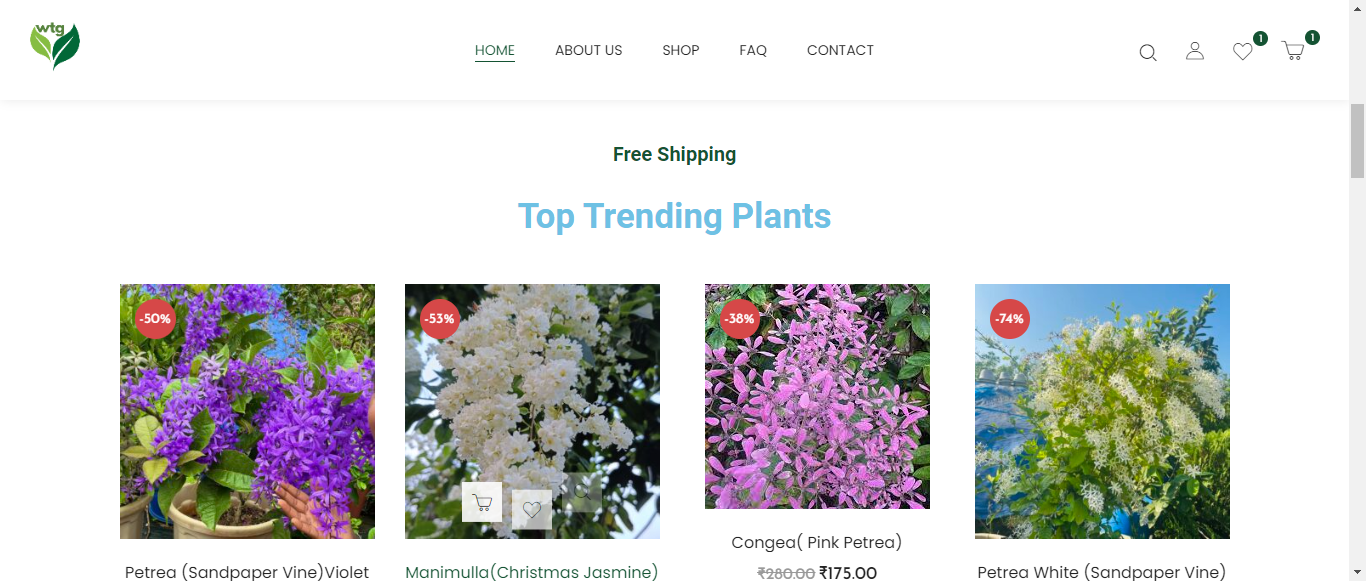 wtg
HOME ABOUT US SHOP FAQ CONTACT 1 1
Free Shipping
Top Trending Plants
-50% -53% -38% -74%
Congea( Pink Petrea)
Petrea (Sandpaper Vine)Violet Manimulla(Christmas Jasmine) ₹280.00 ₹175.00 Petrea White (Sandpaper Vine)